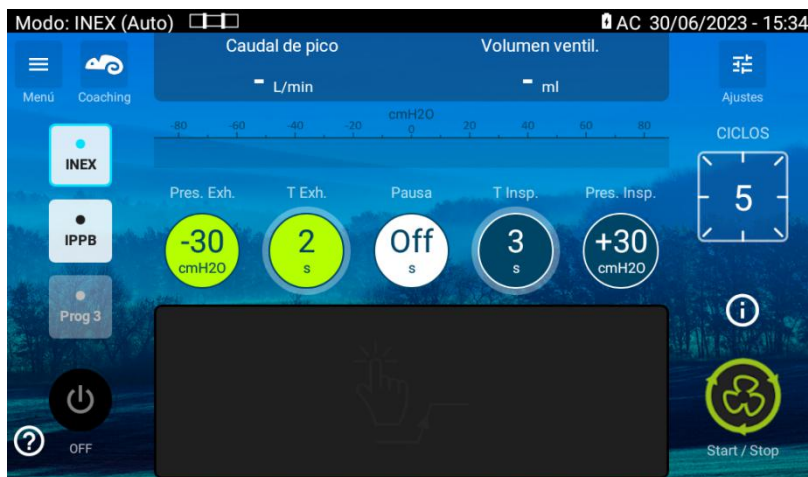 Modo: INEX (Auto)
AC 30/06/2023 - 15:34
Menú
Coaching
Caudal de pico
- L/min
Volumen ventil.
- ml
Ajustes
cmH2O
-80 -60 -40 -20 0 20 40 60 80
INEX
IPPB
Prog 3
OFF
Pres. Exh.
-30
cmH2O
T Exh.
2
s
Pausa
Off
s
T Insp.
3
s
Pres. Insp.
+30
cmH2O
CICLOS
5
Start / Stop